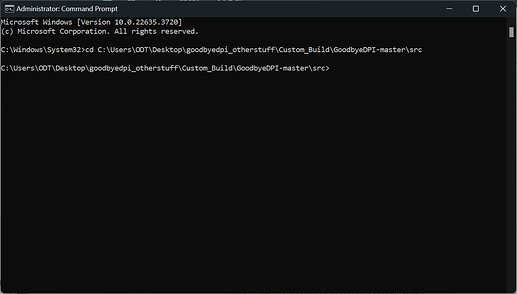 Administrator: Command Prompt
Microsoft Windows [Version 10.0.22635.3720]
(c) Microsoft Corporation. All rights reserved.
C:\Windows\System32>cd C:\Users\ODT\Desktop\goodbyedpi_otherstuff\Custom_Build\GoodbyeDPI-master\src
C:\Users\ODT\Desktop\goodbyedpi_otherstuff\Custom_Build\GoodbyeDPI-master\src>